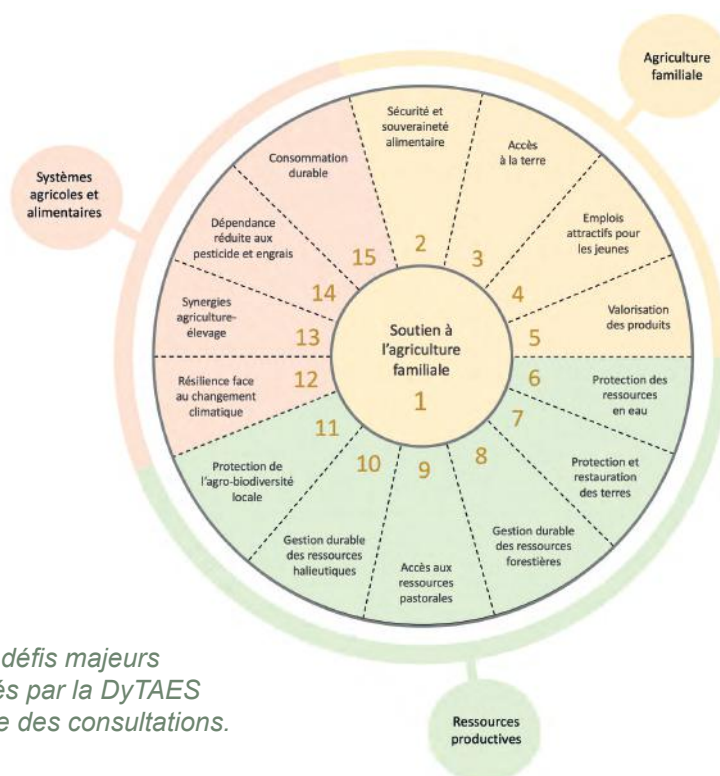 Agriculture
familiale
Systèmes
agricoles et
alimentaires
Ressources
productives
Soutien à
l'agriculture
familiale
1
Sécurité et
souveraineté
alimentaire
2
Accès
à la terre
3
Emplois
attractifs pour
les jeunes
4
Valorisation
des produits
5
Protection des
ressources
en eau
6
Protection et
restauration
des terres
7
Gestion durable
des ressources
forestières
8
Accès aux
ressources
pastorales
9
Gestion durable
des ressources
halieutiques
10
Protection de
l'agro-biodiversité
locale
11
Résilience face
au changement
climatique
12
Synergies
agriculture-
élevage
13
Dépendance
réduite aux
pesticide et engrais
14
Consommation
durable
15
défis majeurs
és par la DyTAES
e des consultations.